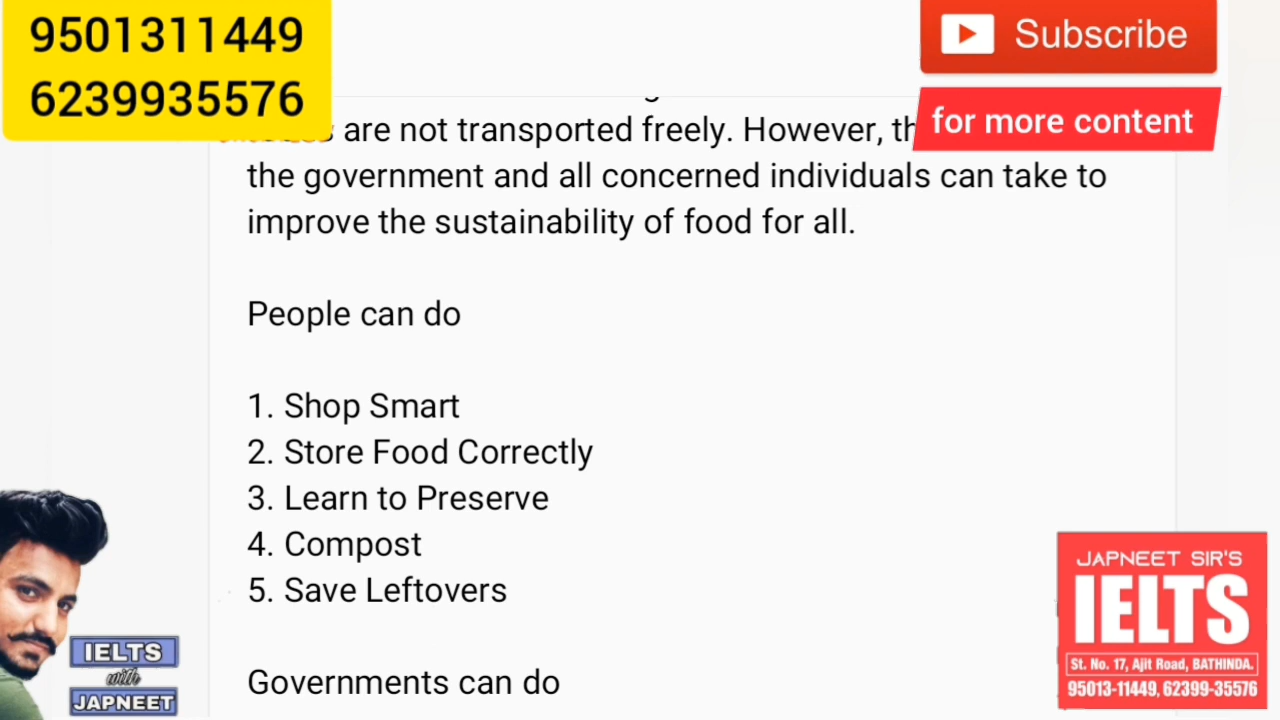 9501311449
6239935576
Subscribe
for more content
are not transported freely. However,
the government and all concerned individuals can take to
improve the sustainability of food for all.
People can do
1. Shop Smart
2. Store Food Correctly
3. Learn to Preserve
4. Compost
5. Save Leftovers
Governments can do
IELTS
with
JAPNEET
JAPNEET SIR'S
IELTS
St. No. 17, Ajit Road, BATHINDA.
95013-11449, 62399-35576